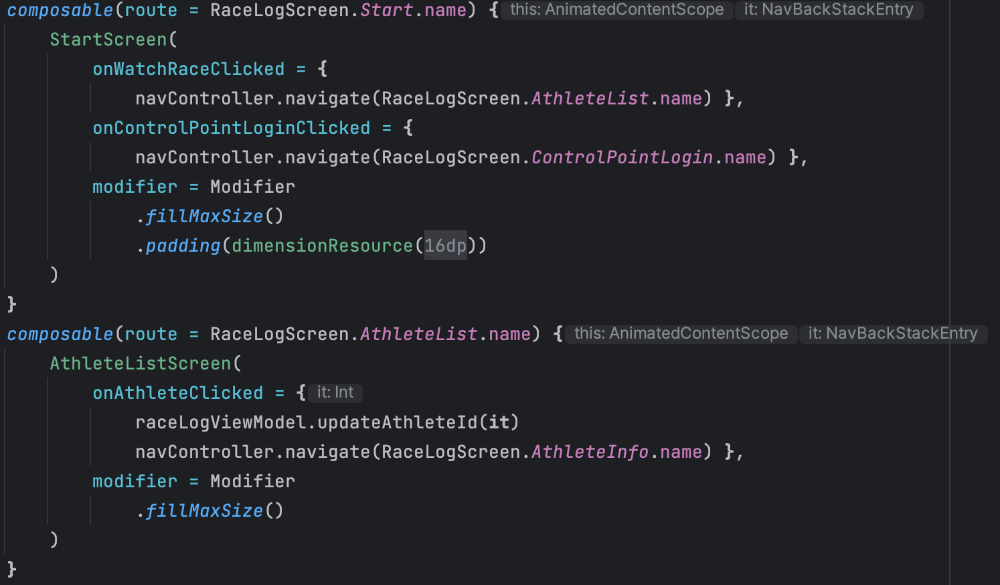 composable(route = RaceLogScreen.Start.name) { this: AnimatedContentScope it: NavBackStackEntry
    StartScreen(
        onWatchRaceClicked = {
            navController.navigate(RaceLogScreen.AthleteList.name) },
        onControlPointLoginClicked = {
            navController.navigate(RaceLogScreen.ControlPointLogin.name) },
        modifier = Modifier
            .fillMaxSize()
            .padding(dimensionResource(16dp))
    )
}
composable(route = RaceLogScreen.AthleteList.name) { this: AnimatedContentScope it: NavBackStackEntry
    AthleteListScreen(
        onAthleteClicked = { it: Int
            raceLogViewModel.updateAthleteId(it)
            navController.navigate(RaceLogScreen.AthleteInfo.name) },
        modifier = Modifier
            .fillMaxSize()
    )
}